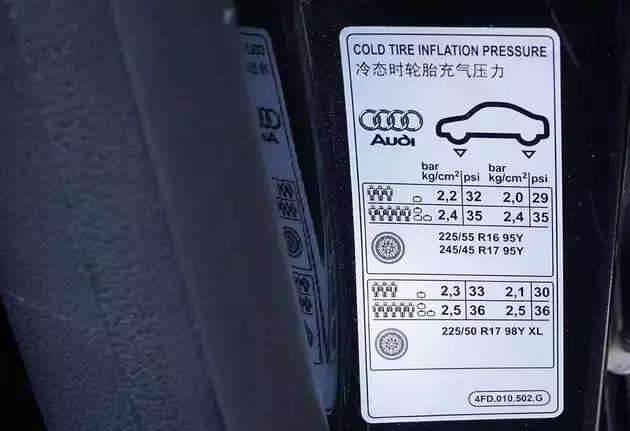 COLD TIRE INFLATION PRESSURE
冷态时轮胎充气压力
Audi
bar bar
kg/cm² psi kg/cm² psi
2,2 32 2,0 29
2,4 35 2,4 35
225/55 R16 95Y
245/45 R17 95Y
2,3 33 2,1 30
2,5 36 2,5 36
225/50 R17 98Y XL
4FD.010.502.G